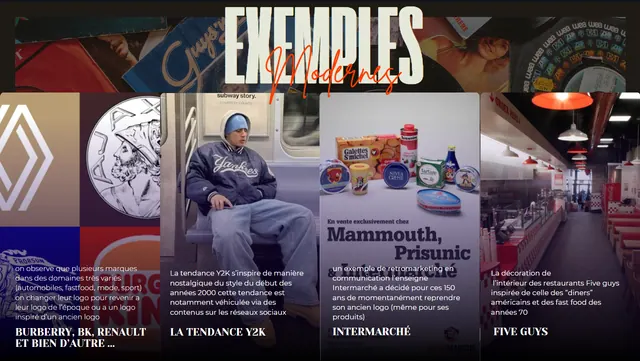 EXEMPLES
Modernes
Guys
subway story.
Yankees
Galettes
St Michel
En vente exclusivement chez
Mammouth,
Prisunic
on observe que plusieurs marques
dans des domaines très variés
(automobiles, fastfood, mode, sport)
on changer leur logo pour revenir a
leur logo de l'époque ou a un logo
inspiré d'un ancien logo
BURBERRY, BK, RENAULT
ET BIEN D'AUTRE ...
La tendance Y2K s'inspire de manière
nostalgique du style du début des
années 2000 cette tendance est
notamment véhiculée via des
contenus sur les réseaux sociaux
LA TENDANCE Y2K
un exemple de retromarketing en
communication l'enseigne
Intermarché a décidé pour ces 150
ans de momentanément reprendre
son ancien logo (même pour ses
produits)
INTERMARCHÉ
La décoration de
l'intérieur des restaurants Five guys
inspirée de celle des "diners"
américains et des fast food des
années 70
FIVE GUYS